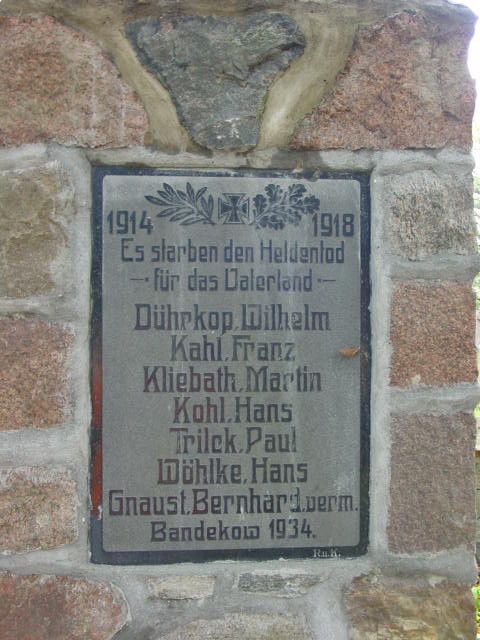 1914 1918
Es starben den Heldentod
- für das Vaterland -
Dührkop. Wilhelm
Kahl. Franz
Kliebath. Martin
Kohl. Hans
Trilck. Paul
Wöhlke. Hans
Gnaust. Bernhard. verm.
Bandekow 1934.
Ru. K.